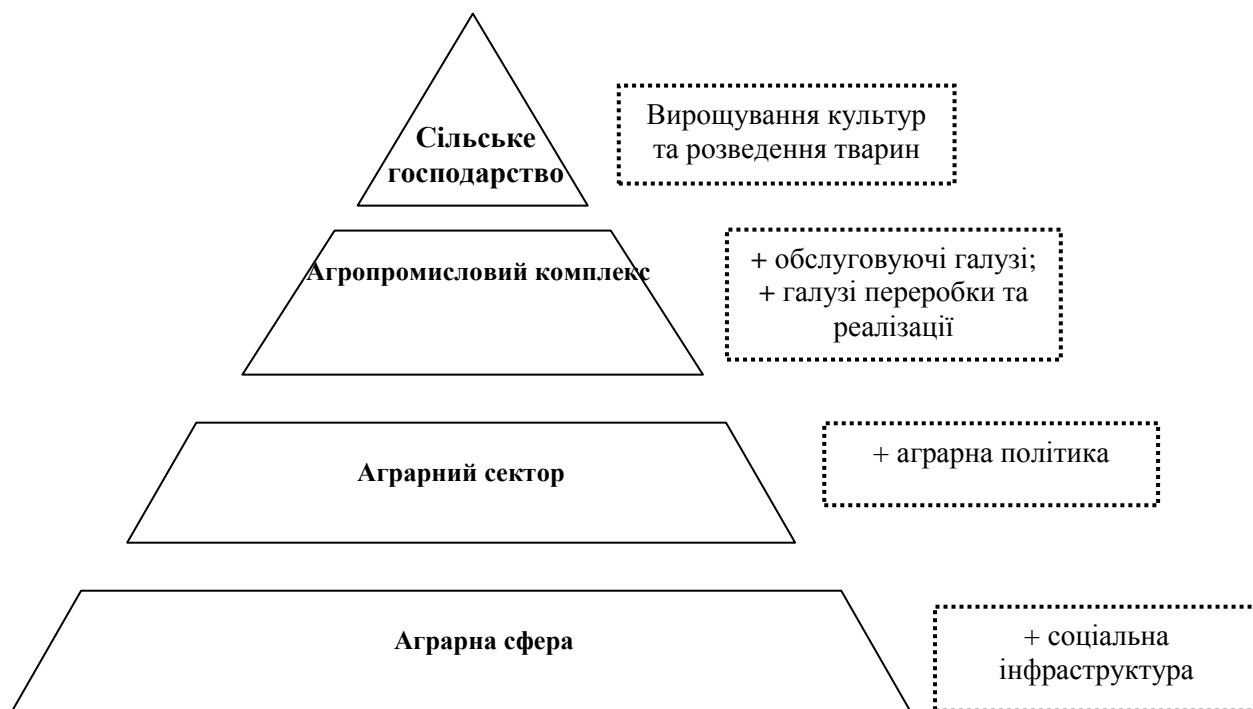 Сільське
господарство
Вирощування культур
та розведення тварин
Агропромисловий комплекс
+ обслуговуючі галузі;
+ галузі переробки та
реалізації
Аграрний сектор
+ аграрна політика
Аграрна сфера
+ соціальна
інфраструктура